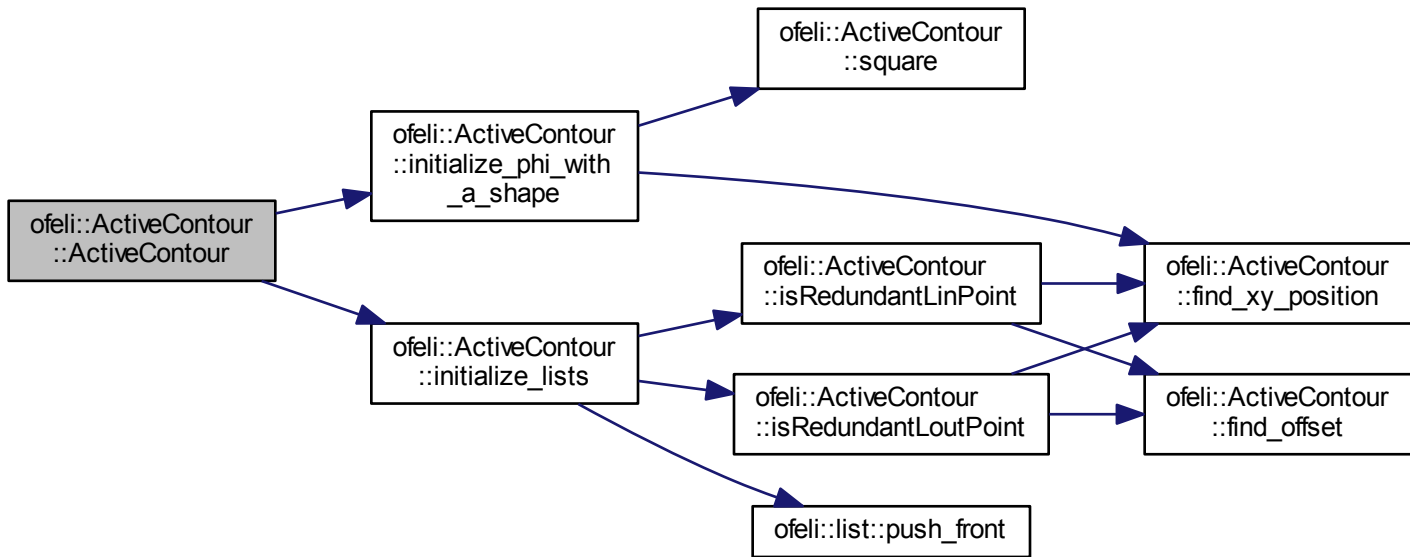 ofeli::ActiveContour
::square
ofeli::ActiveContour
::initialize_phi_with
_a_shape
ofeli::ActiveContour
::ActiveContour
ofeli::ActiveContour
::isRedundantLinPoint
ofeli::ActiveContour
::find_xy_position
ofeli::ActiveContour
::initialize_lists
ofeli::ActiveContour
::isRedundantLoutPoint
ofeli::ActiveContour
::find_offset
ofeli::list::push_front